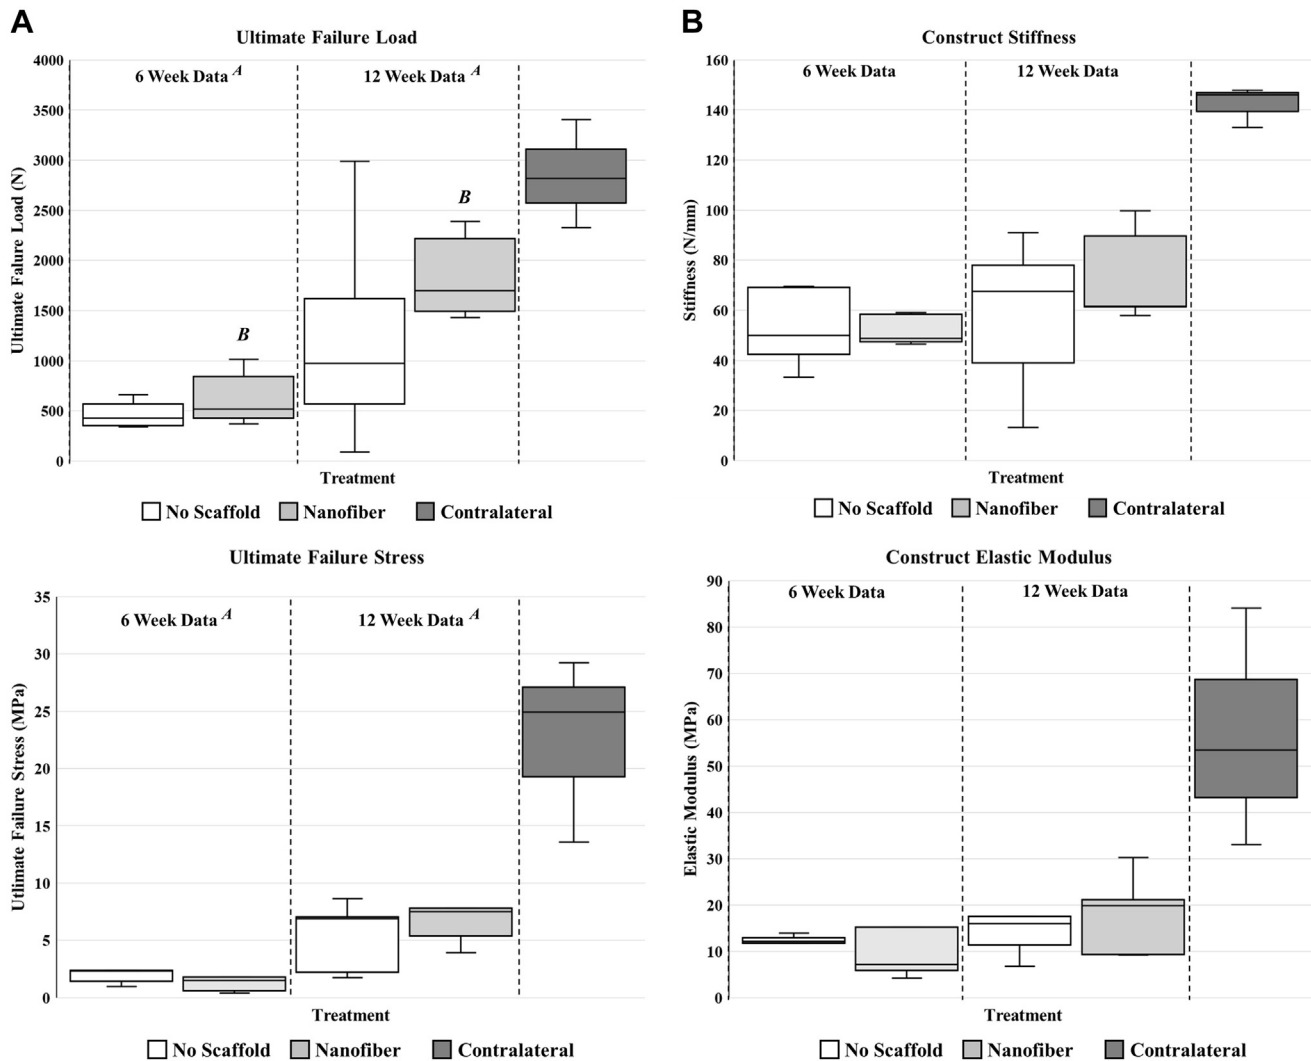 A
Ultimate Failure Load
6 Week Data A
12 Week Data A
4000
3500
3000
2500
2000
1500
1000
500
0
Ultimate Falure Load (N)
B
B
Treatment
No Scaffold
Nanofiber
Contralateral
B
Construct Stiffness
6 Week Data
12 Week Data
160
140
120
100
80
60
40
20
0
Stiffness (N/mm)
Treatment
No Scaffold
Nanofiber
Contralateral
Ultimate Failure Stress
6 Week Data A
12 Week Data A
35
30
25
20
15
10
5
0
Utlimate Failure Stress (MPa)
Treatment
No Scaffold
Nanofiber
Contralateral
Construct Elastic Modulus
6 Week Data
12 Week Data
90
80
70
60
50
40
30
20
10
0
Elastic Modulus (MPa)
Treatment
No Scaffold
Nanofiber
Contralateral